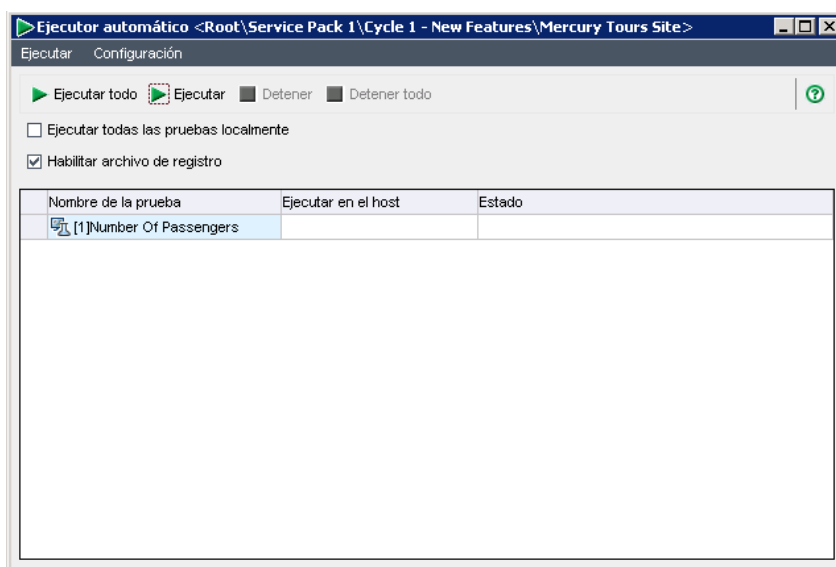 Ejecutor automático <Root\Service Pack 1\Cycle 1 - New Features\Mercury Tours Site>
Ejecutar Configuración
Ejecutar todo Ejecutar Detener Detener todo
Ejecutar todas las pruebas localmente
Habilitar archivo de registro
Nombre de la prueba Ejecutar en el host Estado
[1]Number Of Passengers